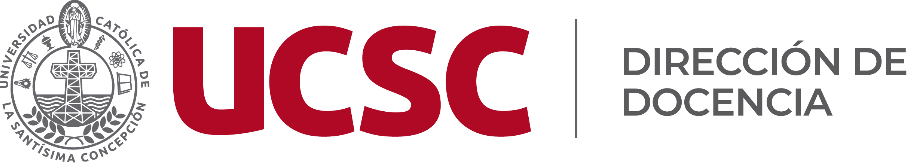 UNIVERSIDAD CATÓLICA DE
LA SANTÍSIMA CONCEPCIÓN
UCSC
DIRECCIÓN DE
DOCENCIA